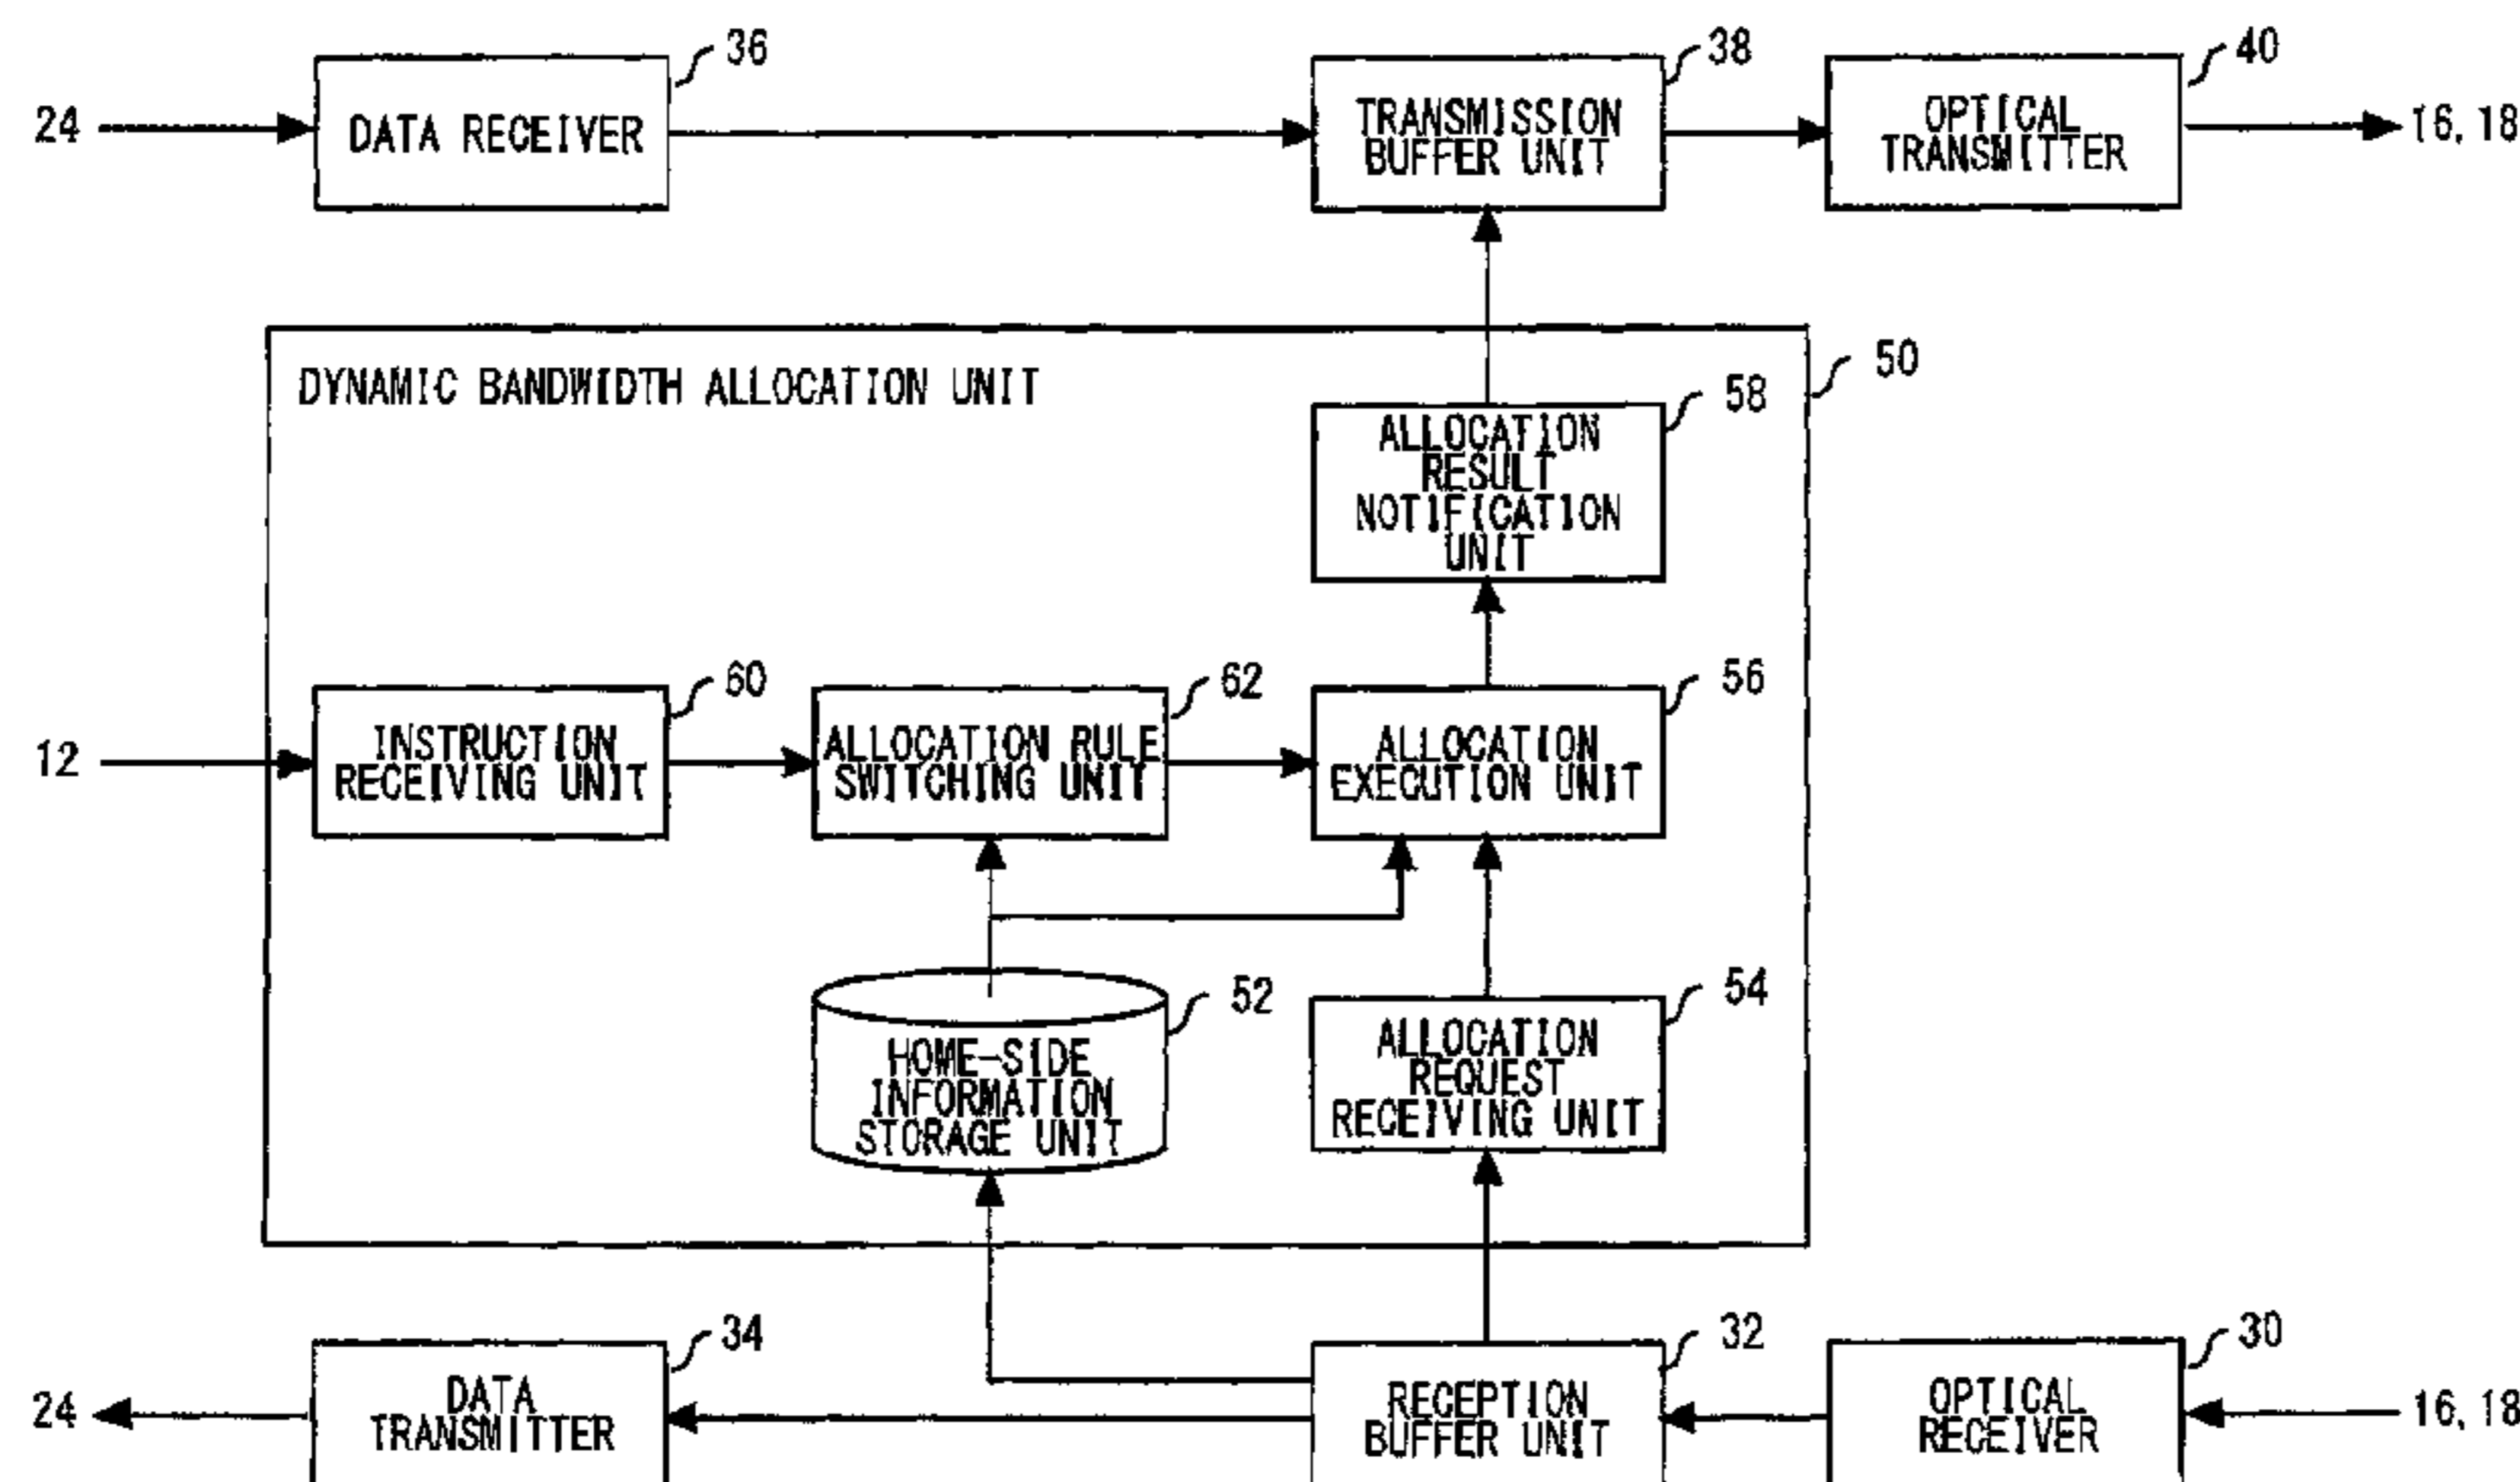 36
38
40
24
DATA RECEIVER
TRANSMISSION
BUFFER UNIT
OPTICAL
TRANSMITTER
16, 18
50
DYNAMIC BANDWIDTH ALLOCATION UNIT
58
ALLOCATION
RESULT
NOTIFICATION
UNIT
60
62
56
12
INSTRUCTION
RECEIVING UNIT
ALLOCATION RULE
SWITCHING UNIT
ALLOCATION
EXECUTION UNIT
52
54
HOME-SIDE
INFORMATION
STORAGE UNIT
ALLOCATION
REQUEST
RECEIVING UNIT
34
32
30
24
DATA
TRANSMITTER
RECEPTION
BUFFER UNIT
OPTICAL
RECEIVER
16, 18